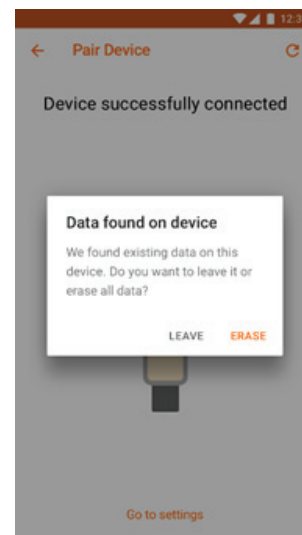 12:3
Pair Device
Device successfully connected
Data found on device
We found existing data on this
device. Do you want to leave it or
erase all data?
LEAVE ERASE
Go to settings